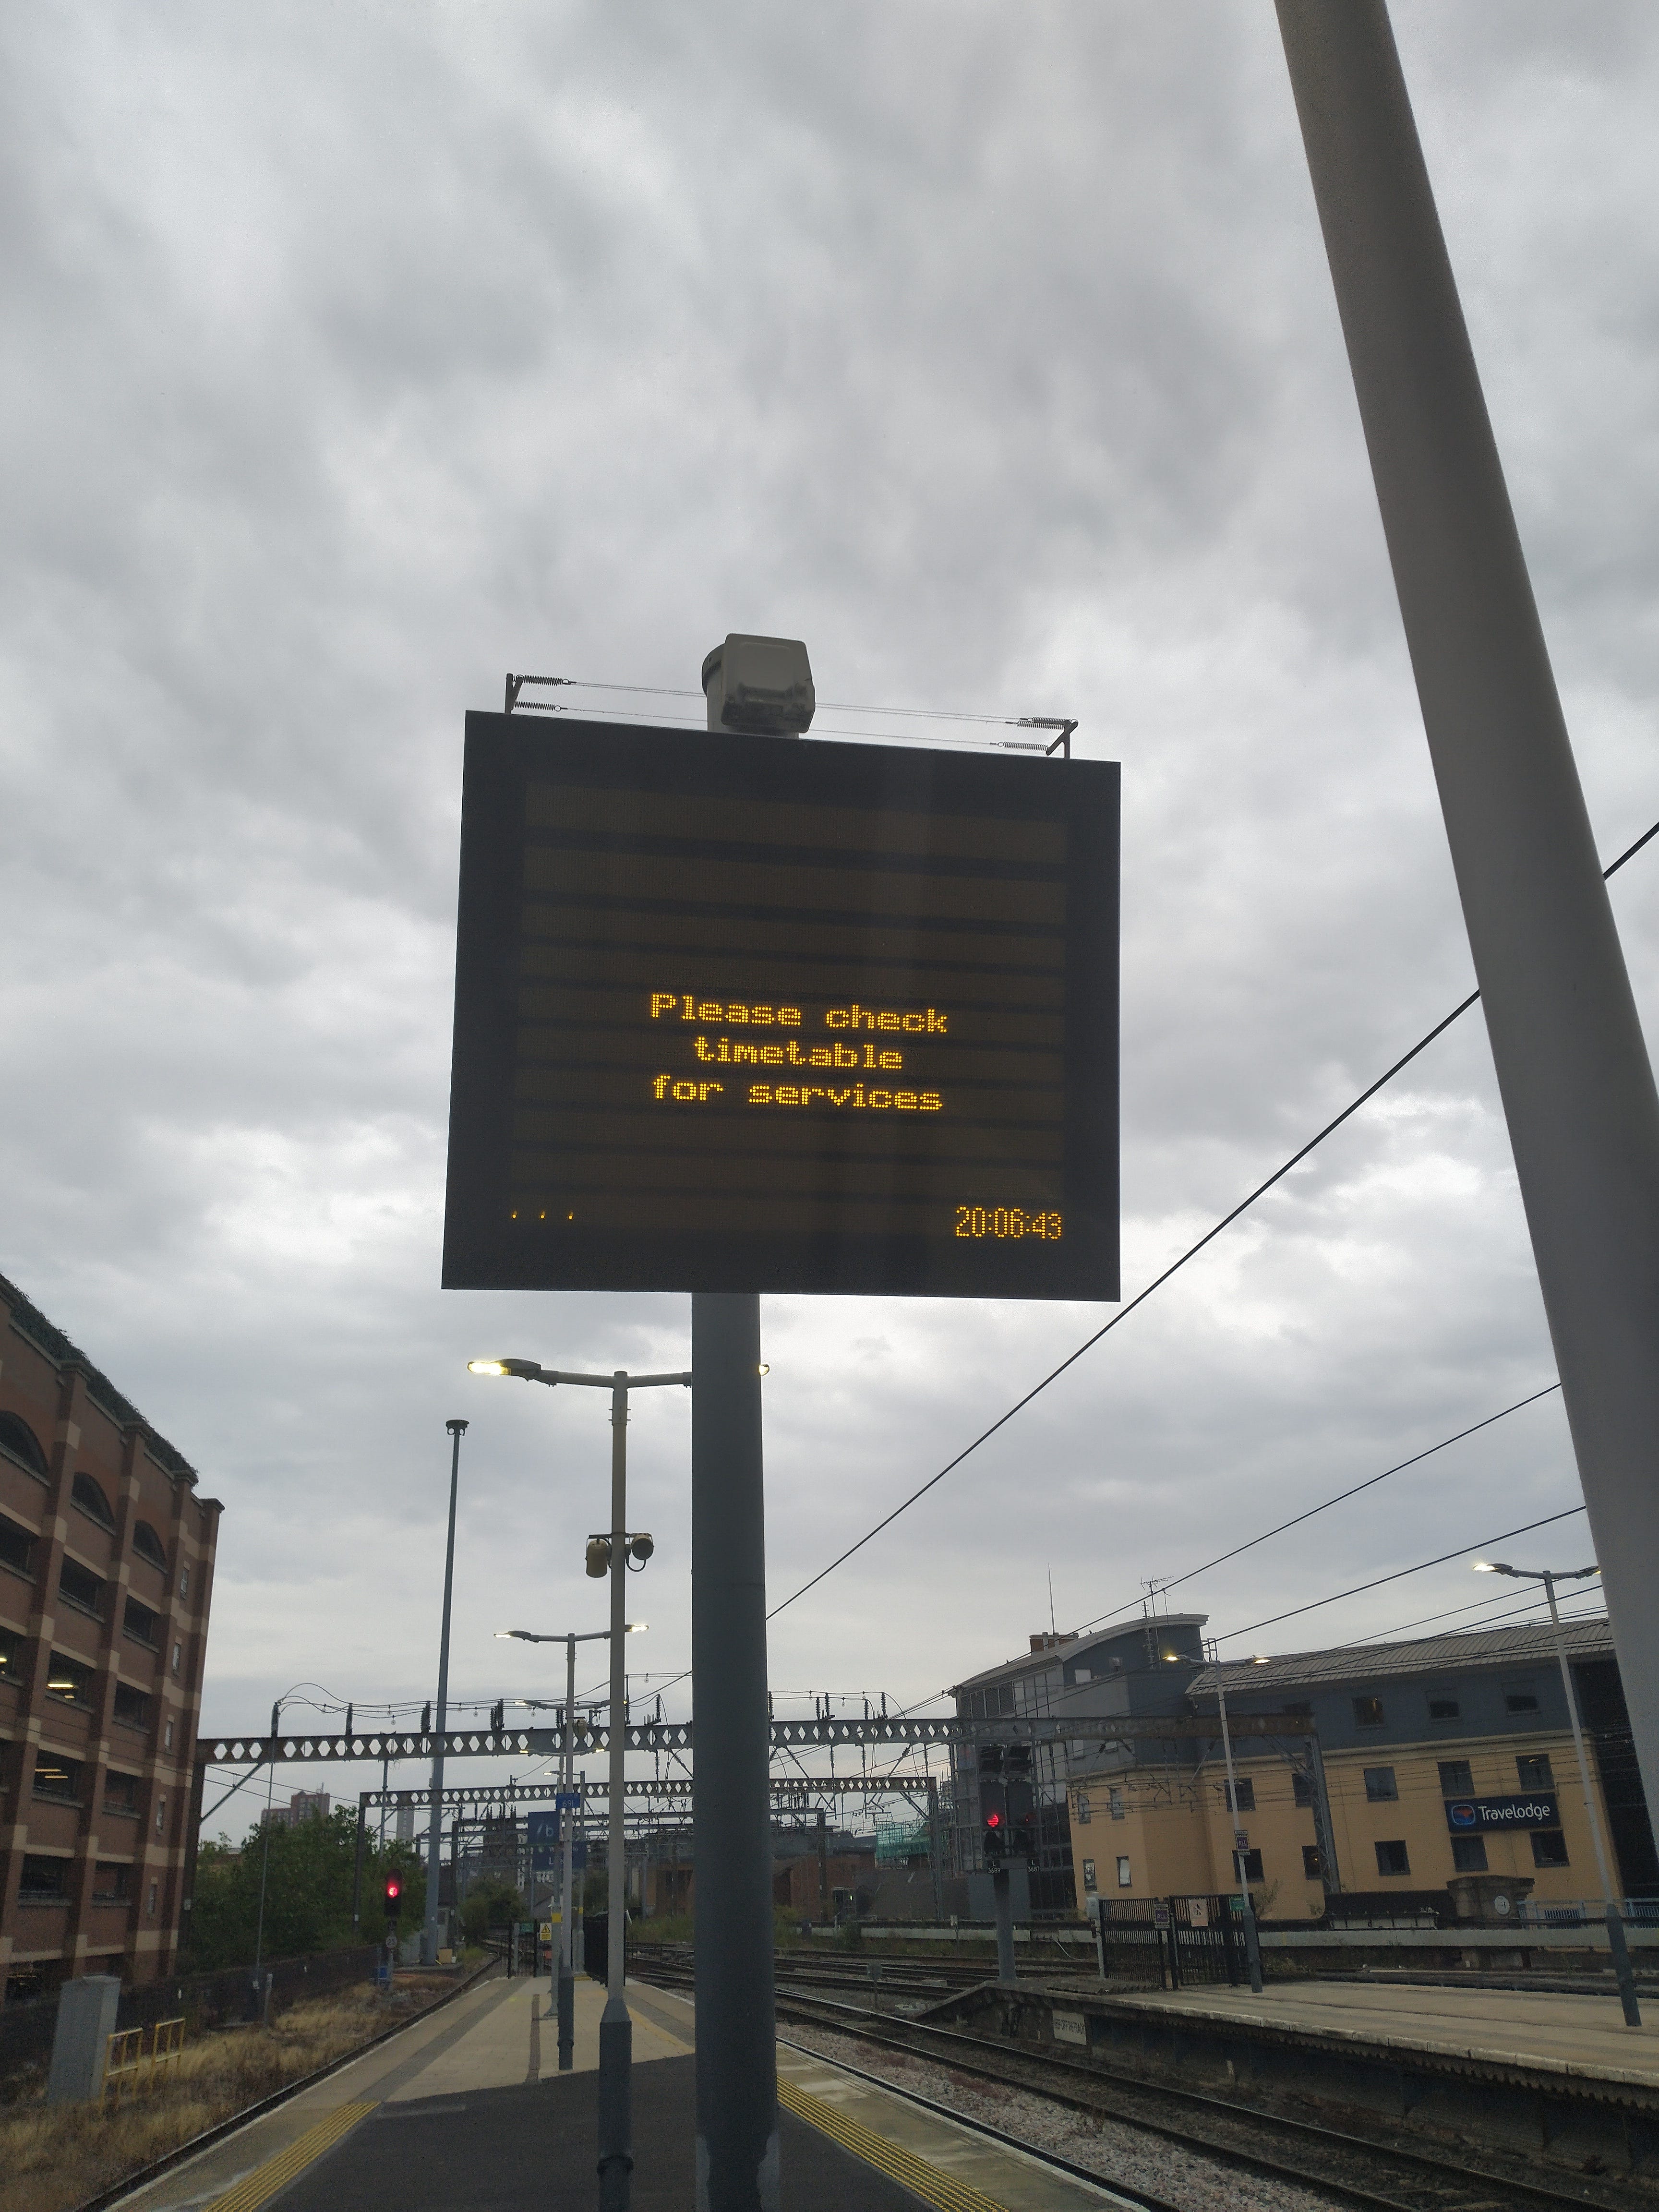 Please check
timetable
for services
, , ,
20:06:43
Travelodge